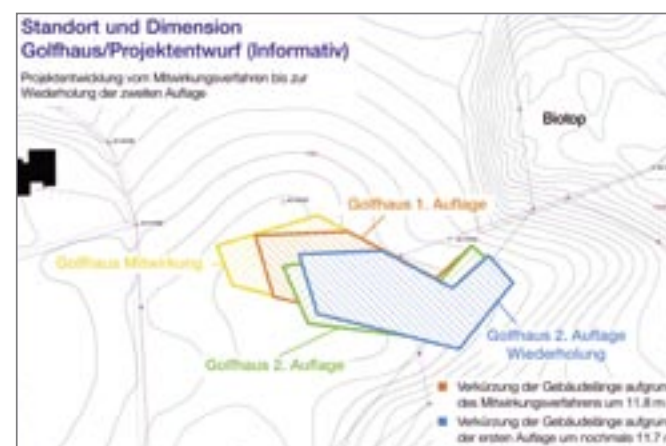 Standort und Dimension
Golfhaus/Projektentwurf (Informativ)
Projektentwicklung vom Mitwirkungsverfahren bis zur
Wiederholung der zweiten Auflage
Biotop
Golfhaus 1. Auflage
Golfhaus Mitwirkung
Golfhaus 2. Auflage
Golfhaus 2. Auflage
Wiederholung
Verkürzung der Gebäudelänge aufgrun
des Mitwirkungsverfahrens um 11.8 m
Verkürzung der Gebäudelänge aufgrun
der ersten Auflage um nochmals 11.7